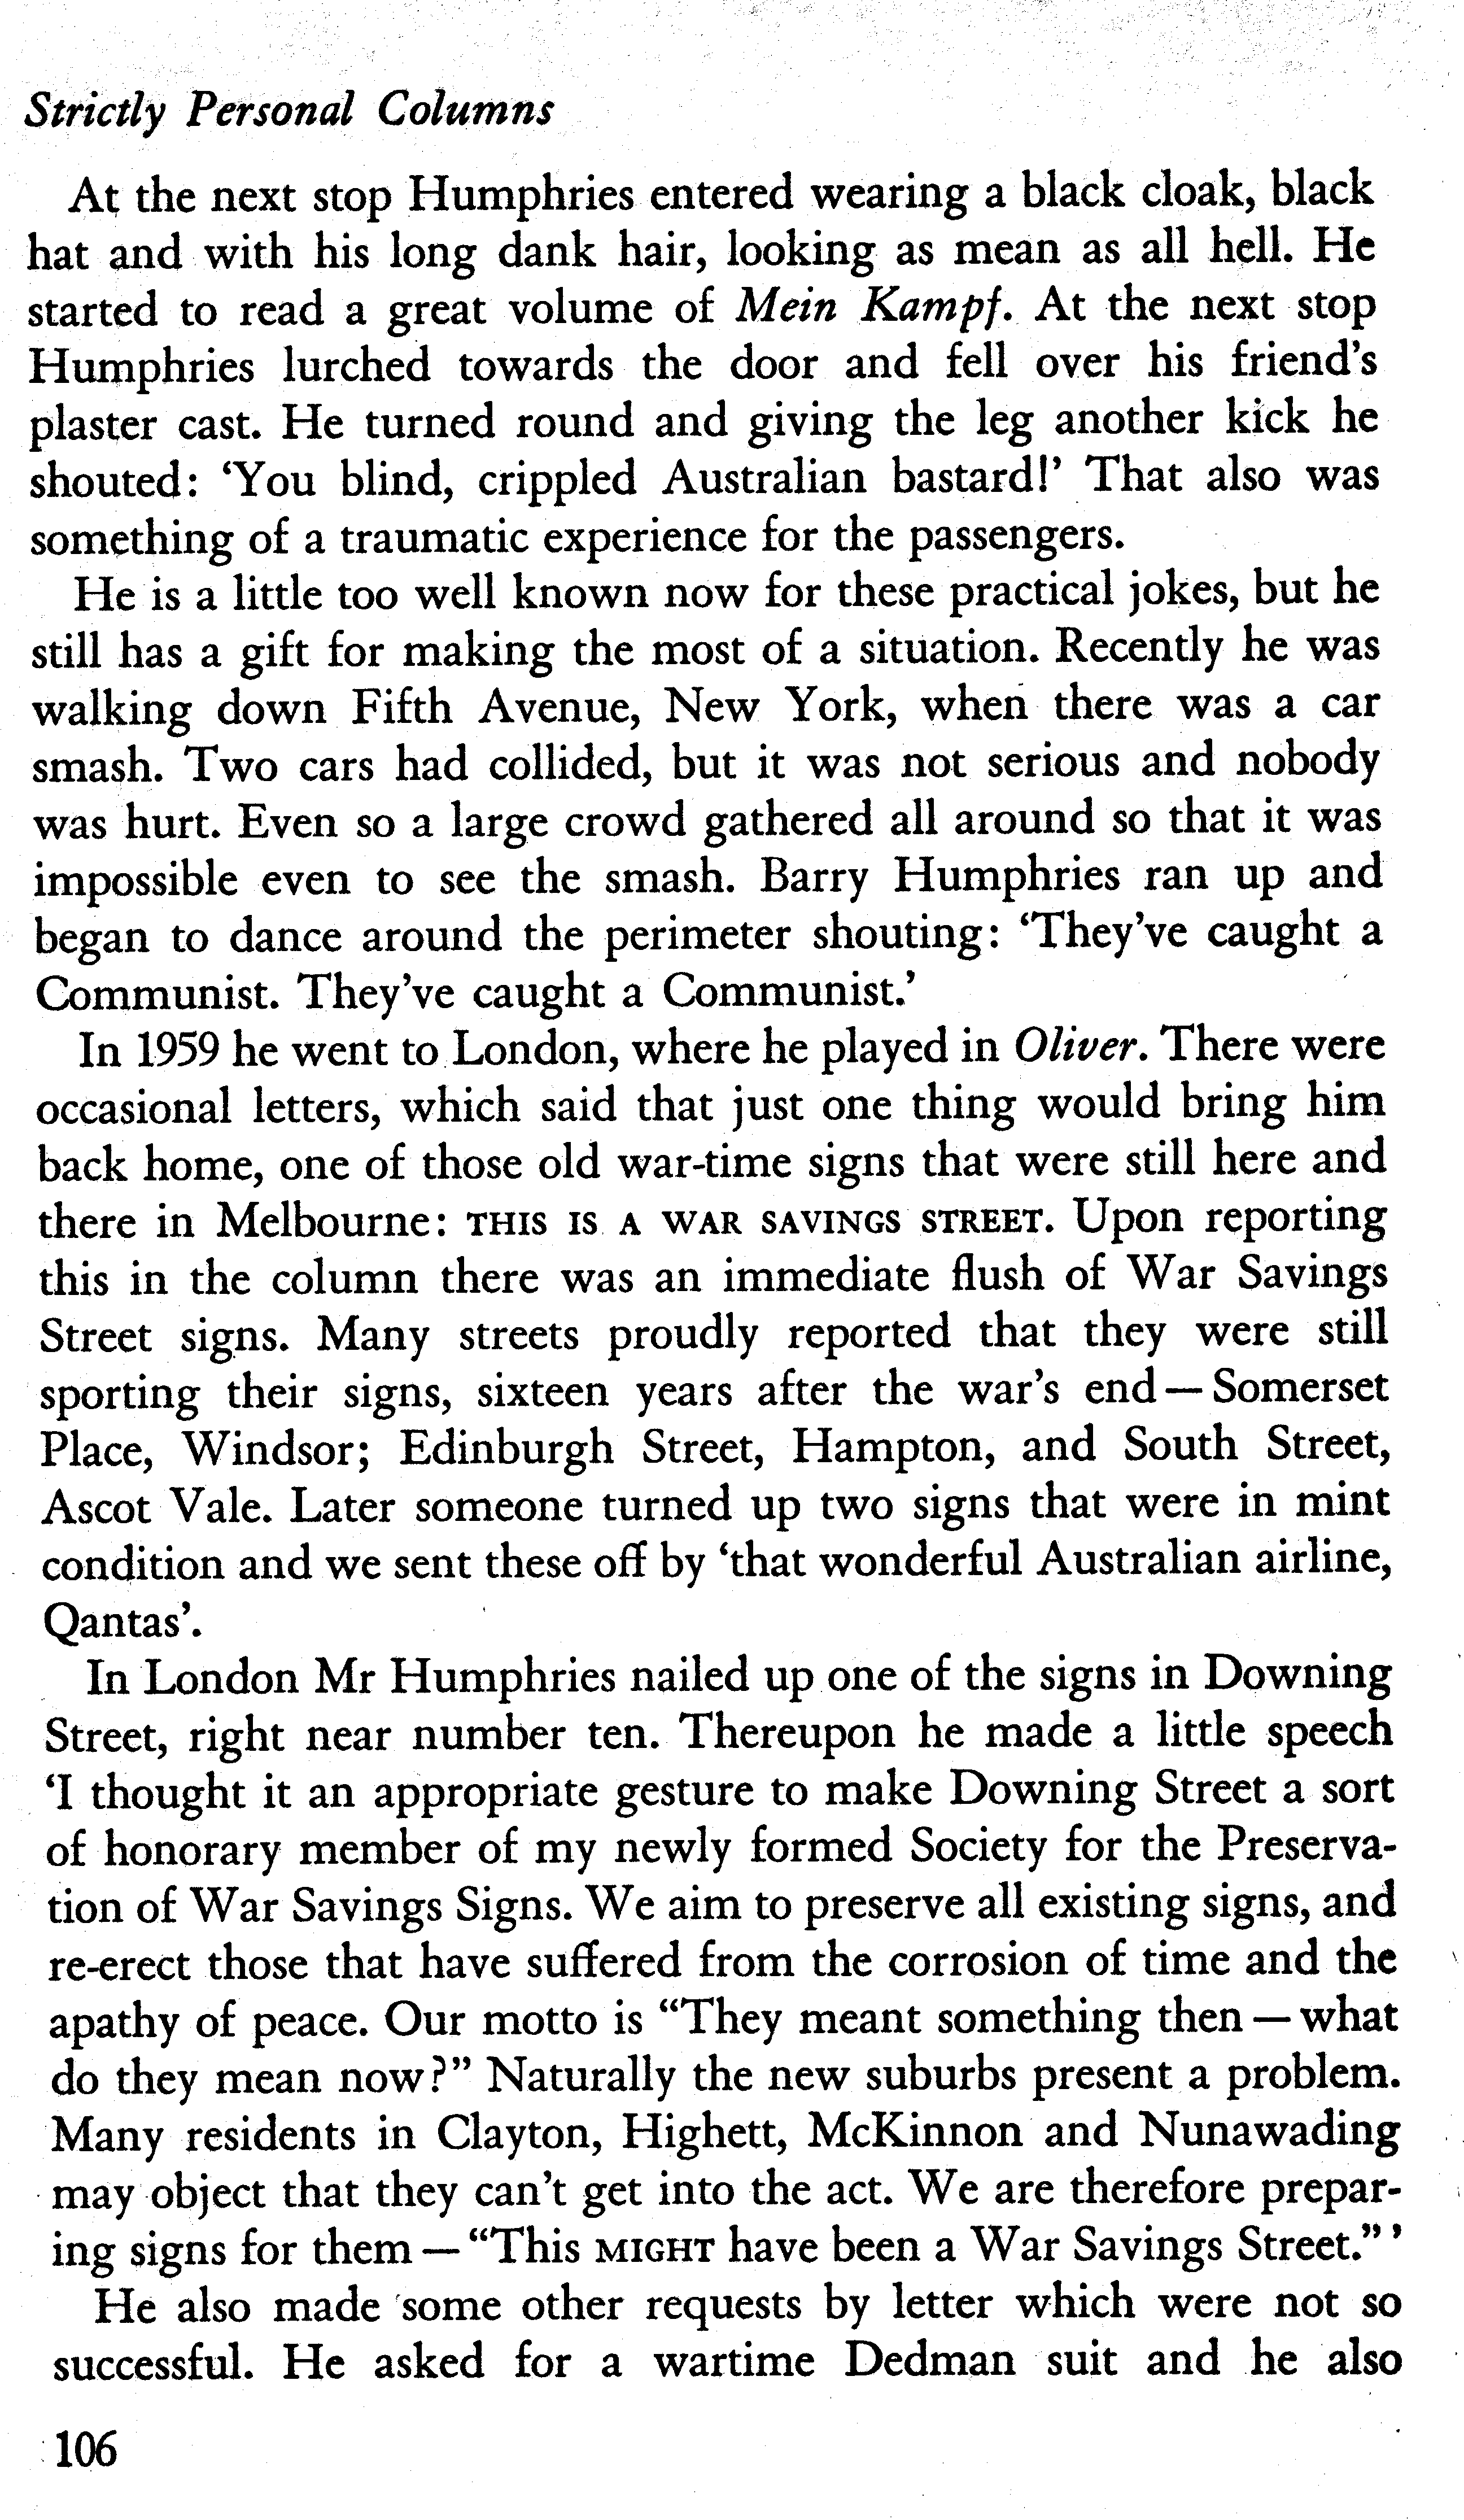 Strictly Personal Columns
At the next stop Humphries entered wearing a black cloak, black
hat and with his long dank hair, looking as mean as all hell. He
started to read a great volume of Mein Kampf. At the next stop
Humphries lurched towards the door and fell over his friend's
plaster cast. He turned round and giving the leg another kick he
shouted: ‘You blind, crippled Australian bastard!’ That also was
something of a traumatic experience for the passengers.
He is a little too well known now for these practical jokes, but he
still has a gift for making the most of a situation. Recently he was
walking down Fifth Avenue, New York, when there was a car
smash. Two cars had collided, but it was not serious and nobody
was hurt. Even so a large crowd gathered all around so that it was
impossible even to see the smash. Barry Humphries ran up and
began to dance around the perimeter shouting: ‘They've caught a
Communist. They've caught a Communist.’
In 1959 he went to London, where he played in Oliver. There were
occasional letters, which said that just one thing would bring him
back home, one of those old war-time signs that were still here and
there in Melbourne: THIS IS A WAR SAVINGS STREET. Upon reporting
this in the column there was an immediate flush of War Savings
Street signs. Many streets proudly reported that they were still
sporting their signs, sixteen years after the war's end — Somerset
Place, Windsor; Edinburgh Street, Hampton, and South Street,
Ascot Vale. Later someone turned up two signs that were in mint
condition and we sent these off by ‘that wonderful Australian airline,
Qantas’.
In London Mr Humphries nailed up one of the signs in Downing
Street, right near number ten. Thereupon he made a little speech
‘I thought it an appropriate gesture to make Downing Street a sort
of honorary member of my newly formed Society for the Preserva-
tion of War Savings Signs. We aim to preserve all existing signs, and
re-erect those that have suffered from the corrosion of time and the
apathy of peace. Our motto is “They meant something then — what
do they mean now?” Naturally the new suburbs present a problem.
Many residents in Clayton, Highett, McKinnon and Nunawading
may object that they can't get into the act. We are therefore prepar-
ing signs for them — “This MIGHT have been a War Savings Street.” ’
He also made some other requests by letter which were not so
successful. He asked for a wartime Dedman suit and he also
106